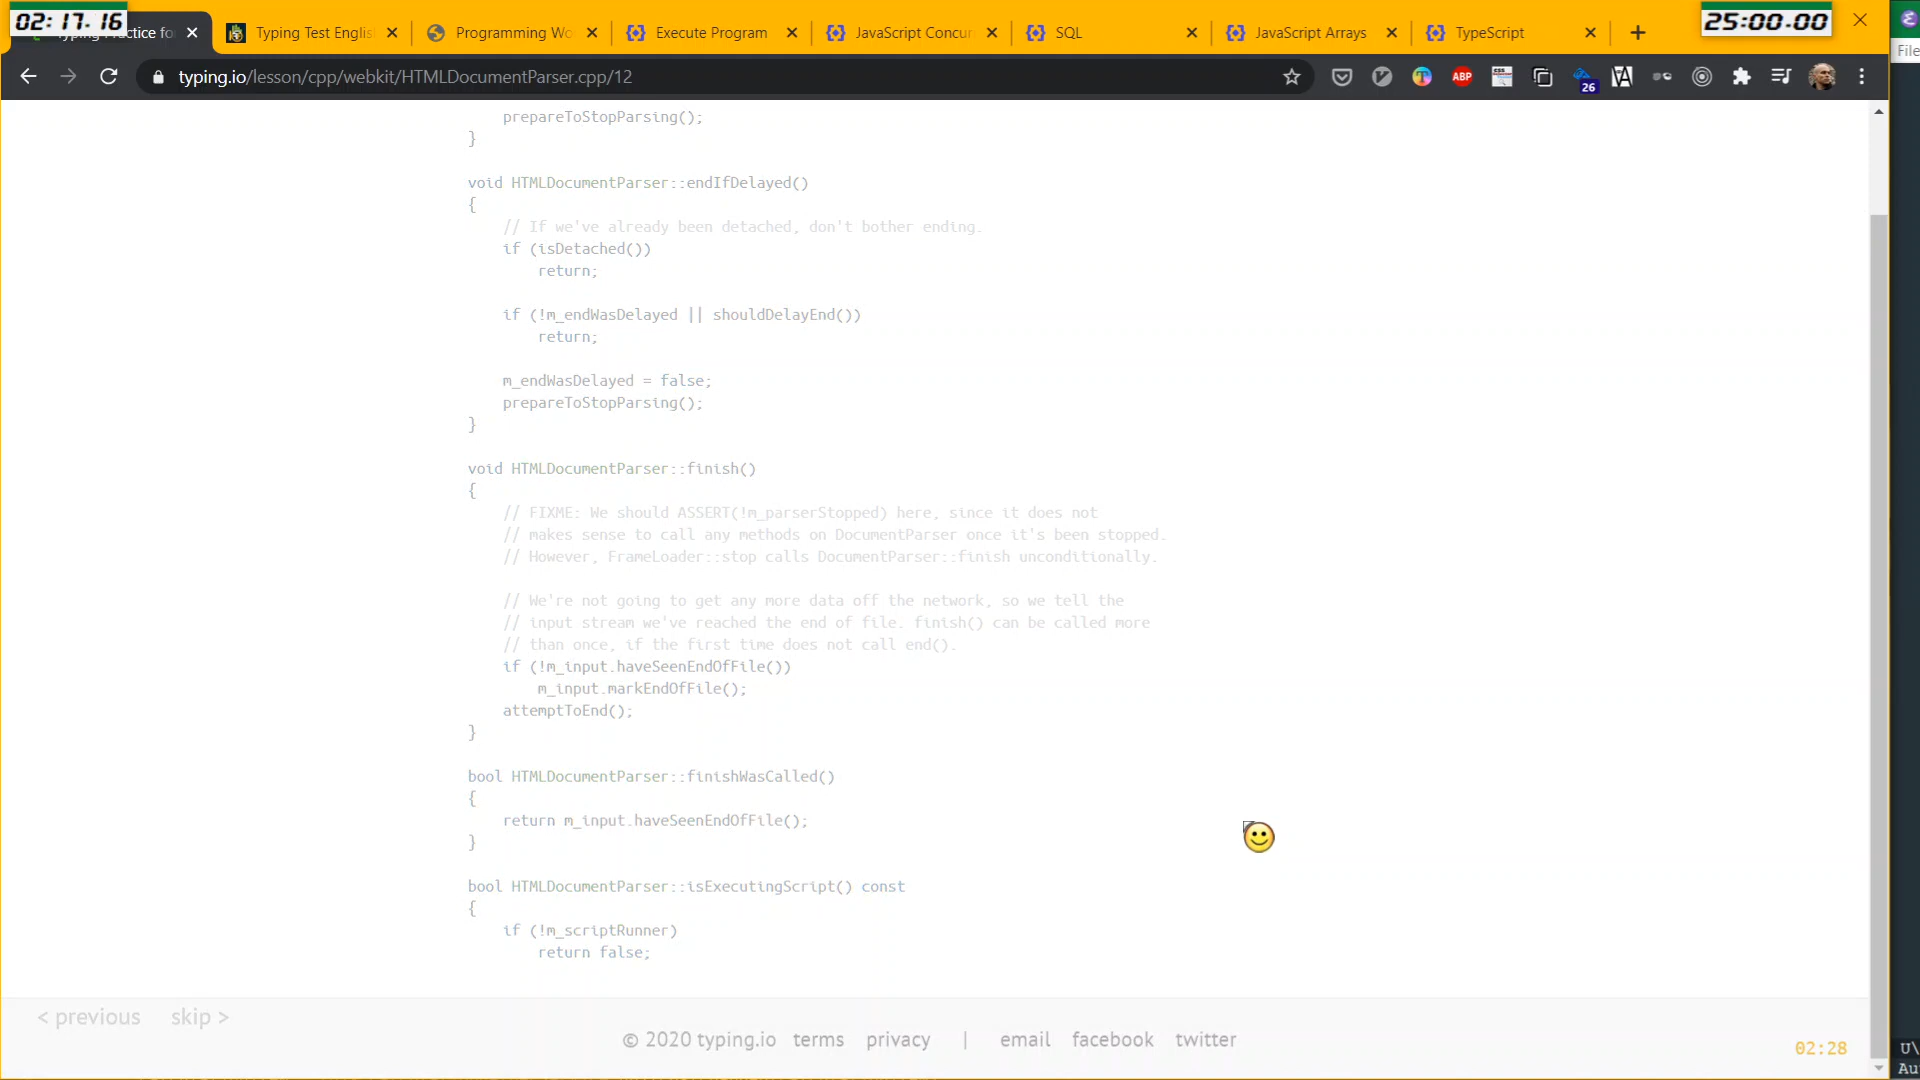 02:17.16
Typing Practice fo
Typing Test Englis
Programming Wo
Execute Program
JavaScript Concur
SQL
JavaScript Arrays
TypeScript
25:00.00
File
typing.io/lesson/cpp/webkit/HTMLDocumentParser.cpp/12
ABP
26
prepareToStopParsing();
}
void HTMLDocumentParser::endIfDelayed()
{
// If we've already been detached, don't bother ending.
if (isDetached())
return;
if (!m_endWasDelayed || shouldDelayEnd())
return;
m_endWasDelayed = false;
prepareToStopParsing();
}
void HTMLDocumentParser::finish()
{
// FIXME: We should ASSERT(!m_parserStopped) here, since it does not
// makes sense to call any methods on DocumentParser once it's been stopped.
// However, FrameLoader::stop calls DocumentParser::finish unconditionally.
// We're not going to get any more data off the network, so we tell the
// input stream we've reached the end of file. finish() can be called more
// than once, if the first time does not call end().
if (!m_input.haveSeenEndOfFile())
m_input.markEndOfFile();
attemptToEnd();
}
bool HTMLDocumentParser::finishWasCalled()
{
return m_input.haveSeenEndOfFile();
}
bool HTMLDocumentParser::isExecutingScript() const
{
if (!m_scriptRunner)
return false;
< previous skip >
© 2020 typing.io terms privacy | email facebook twitter
02:28
U\
Au